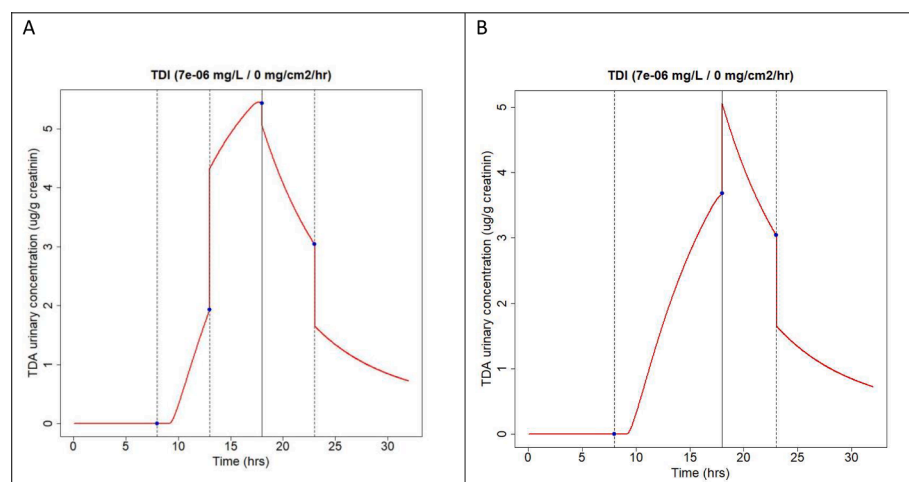 A
TDI (7e-06 mg/L / 0 mg/cm2/hr)
TDA urinary concentration (ug/g creatinin)
5
4
3
2
1
0
0 5 10 15 20 25 30
Time (hrs)
B
TDI (7e-06 mg/L / 0 mg/cm2/hr)
TDA urinary concentration (ug/g creatinin)
5
4
3
2
1
0
0 5 10 15 20 25 30
Time (hrs)